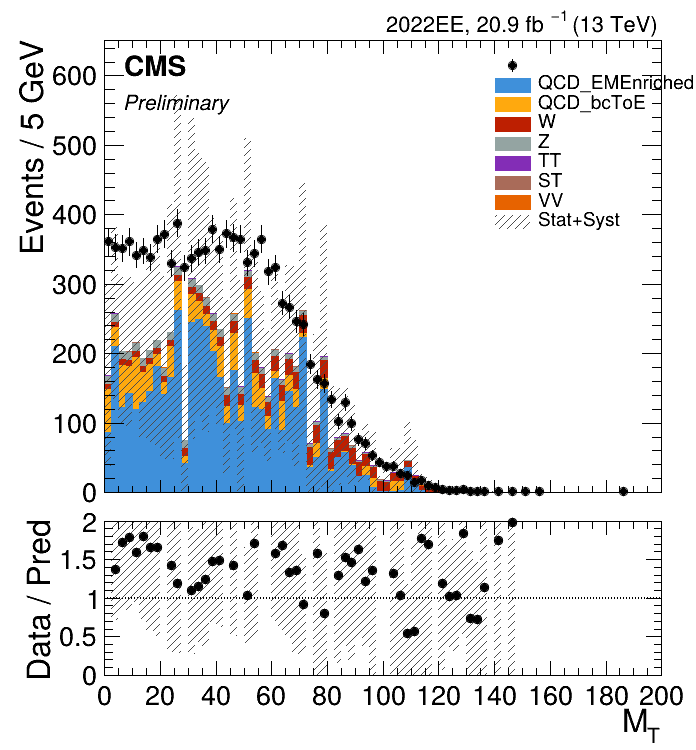 2022EE, 20.9 fb ⁻¹ (13 TeV)
Events / 5 GeV
600
500
400
300
200
100
0
CMS
Preliminary
QCD_EMEnriched
QCD_bcToE
W
Z
TT
ST
VV
Stat+Syst
Data / Pred
2
1.5
1
0.5
0
0 20 40 60 80 100 120 140 160 180 200
M_T